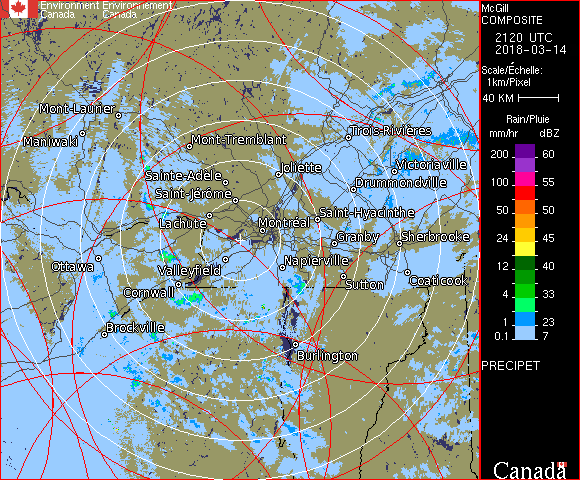 Environment Environnement
Canada Canada
McGill
COMPOSITE
2120 UTC
2018-03-14
Scale/Échelle:
1km/Pixel
40 KM
Rain/Pluie
mm/hr dBZ
200 60
100 55
50 50
24 45
12 40
4 33
1 23
0.1 7
PRECIPET
Canada
Mont-Laurier
Maniwaki
Mont-Tremblant
Trois-Rivières
Joliette
Victoriaville
Sainte-Adèle
Drummondville
Saint-Jérôme
Lachute
Saint-Hyacinthe
Montréal
Granby
Sherbrooke
Ottawa
Valleyfield
Napierville
Sutton
Coaticook
Cornwall
Brockville
Burlington